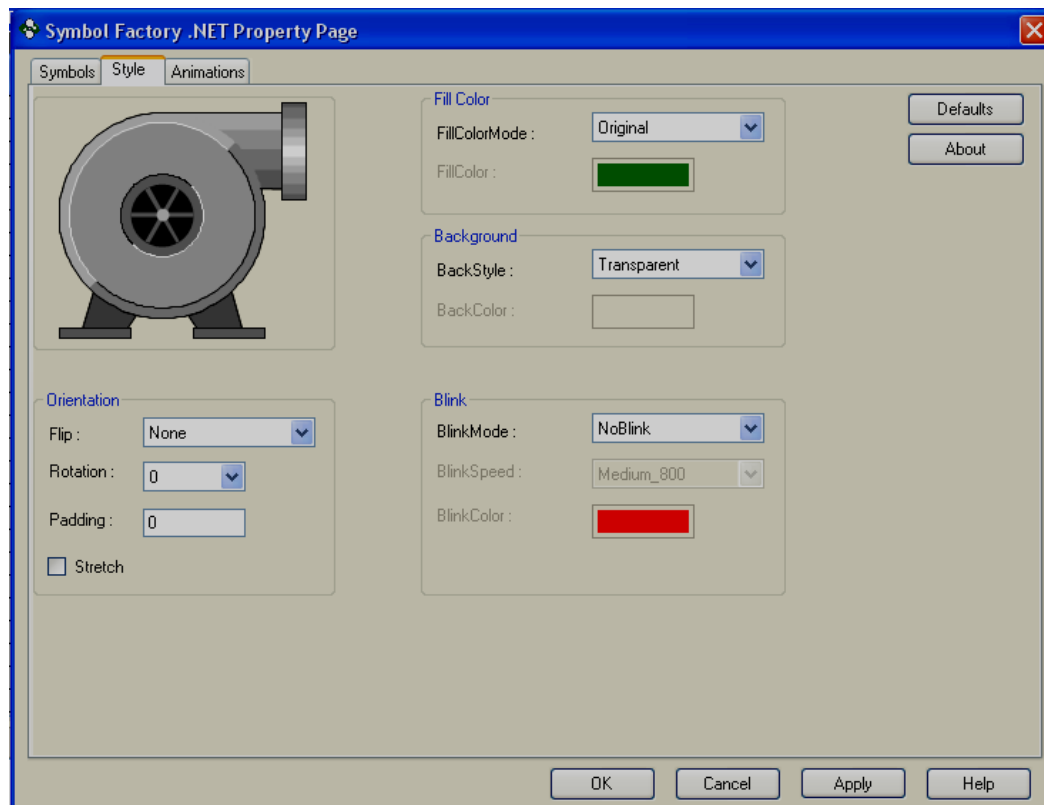 Symbol Factory .NET Property Page
Symbols Style Animations
Fill Color
FillColorMode : Original
FillColor :
Defaults
About
Background
BackStyle : Transparent
BackColor :
Orientation
Flip : None
Rotation : 0
Padding : 0
Stretch
Blink
BlinkMode : NoBlink
BlinkSpeed : Medium_800
BlinkColor :
OK Cancel Apply Help